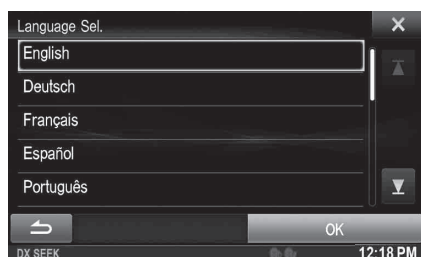 Language Sel.
English
Deutsch
Français
Español
Português
OK
DX SEEK 12:18 PM